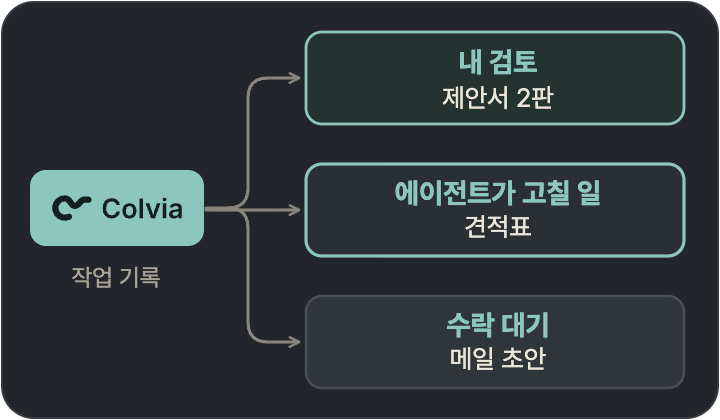 Colvia
작업 기록
내 검토
제안서 2판
에이전트가 고칠 일
견적표
수락 대기
메일 초안